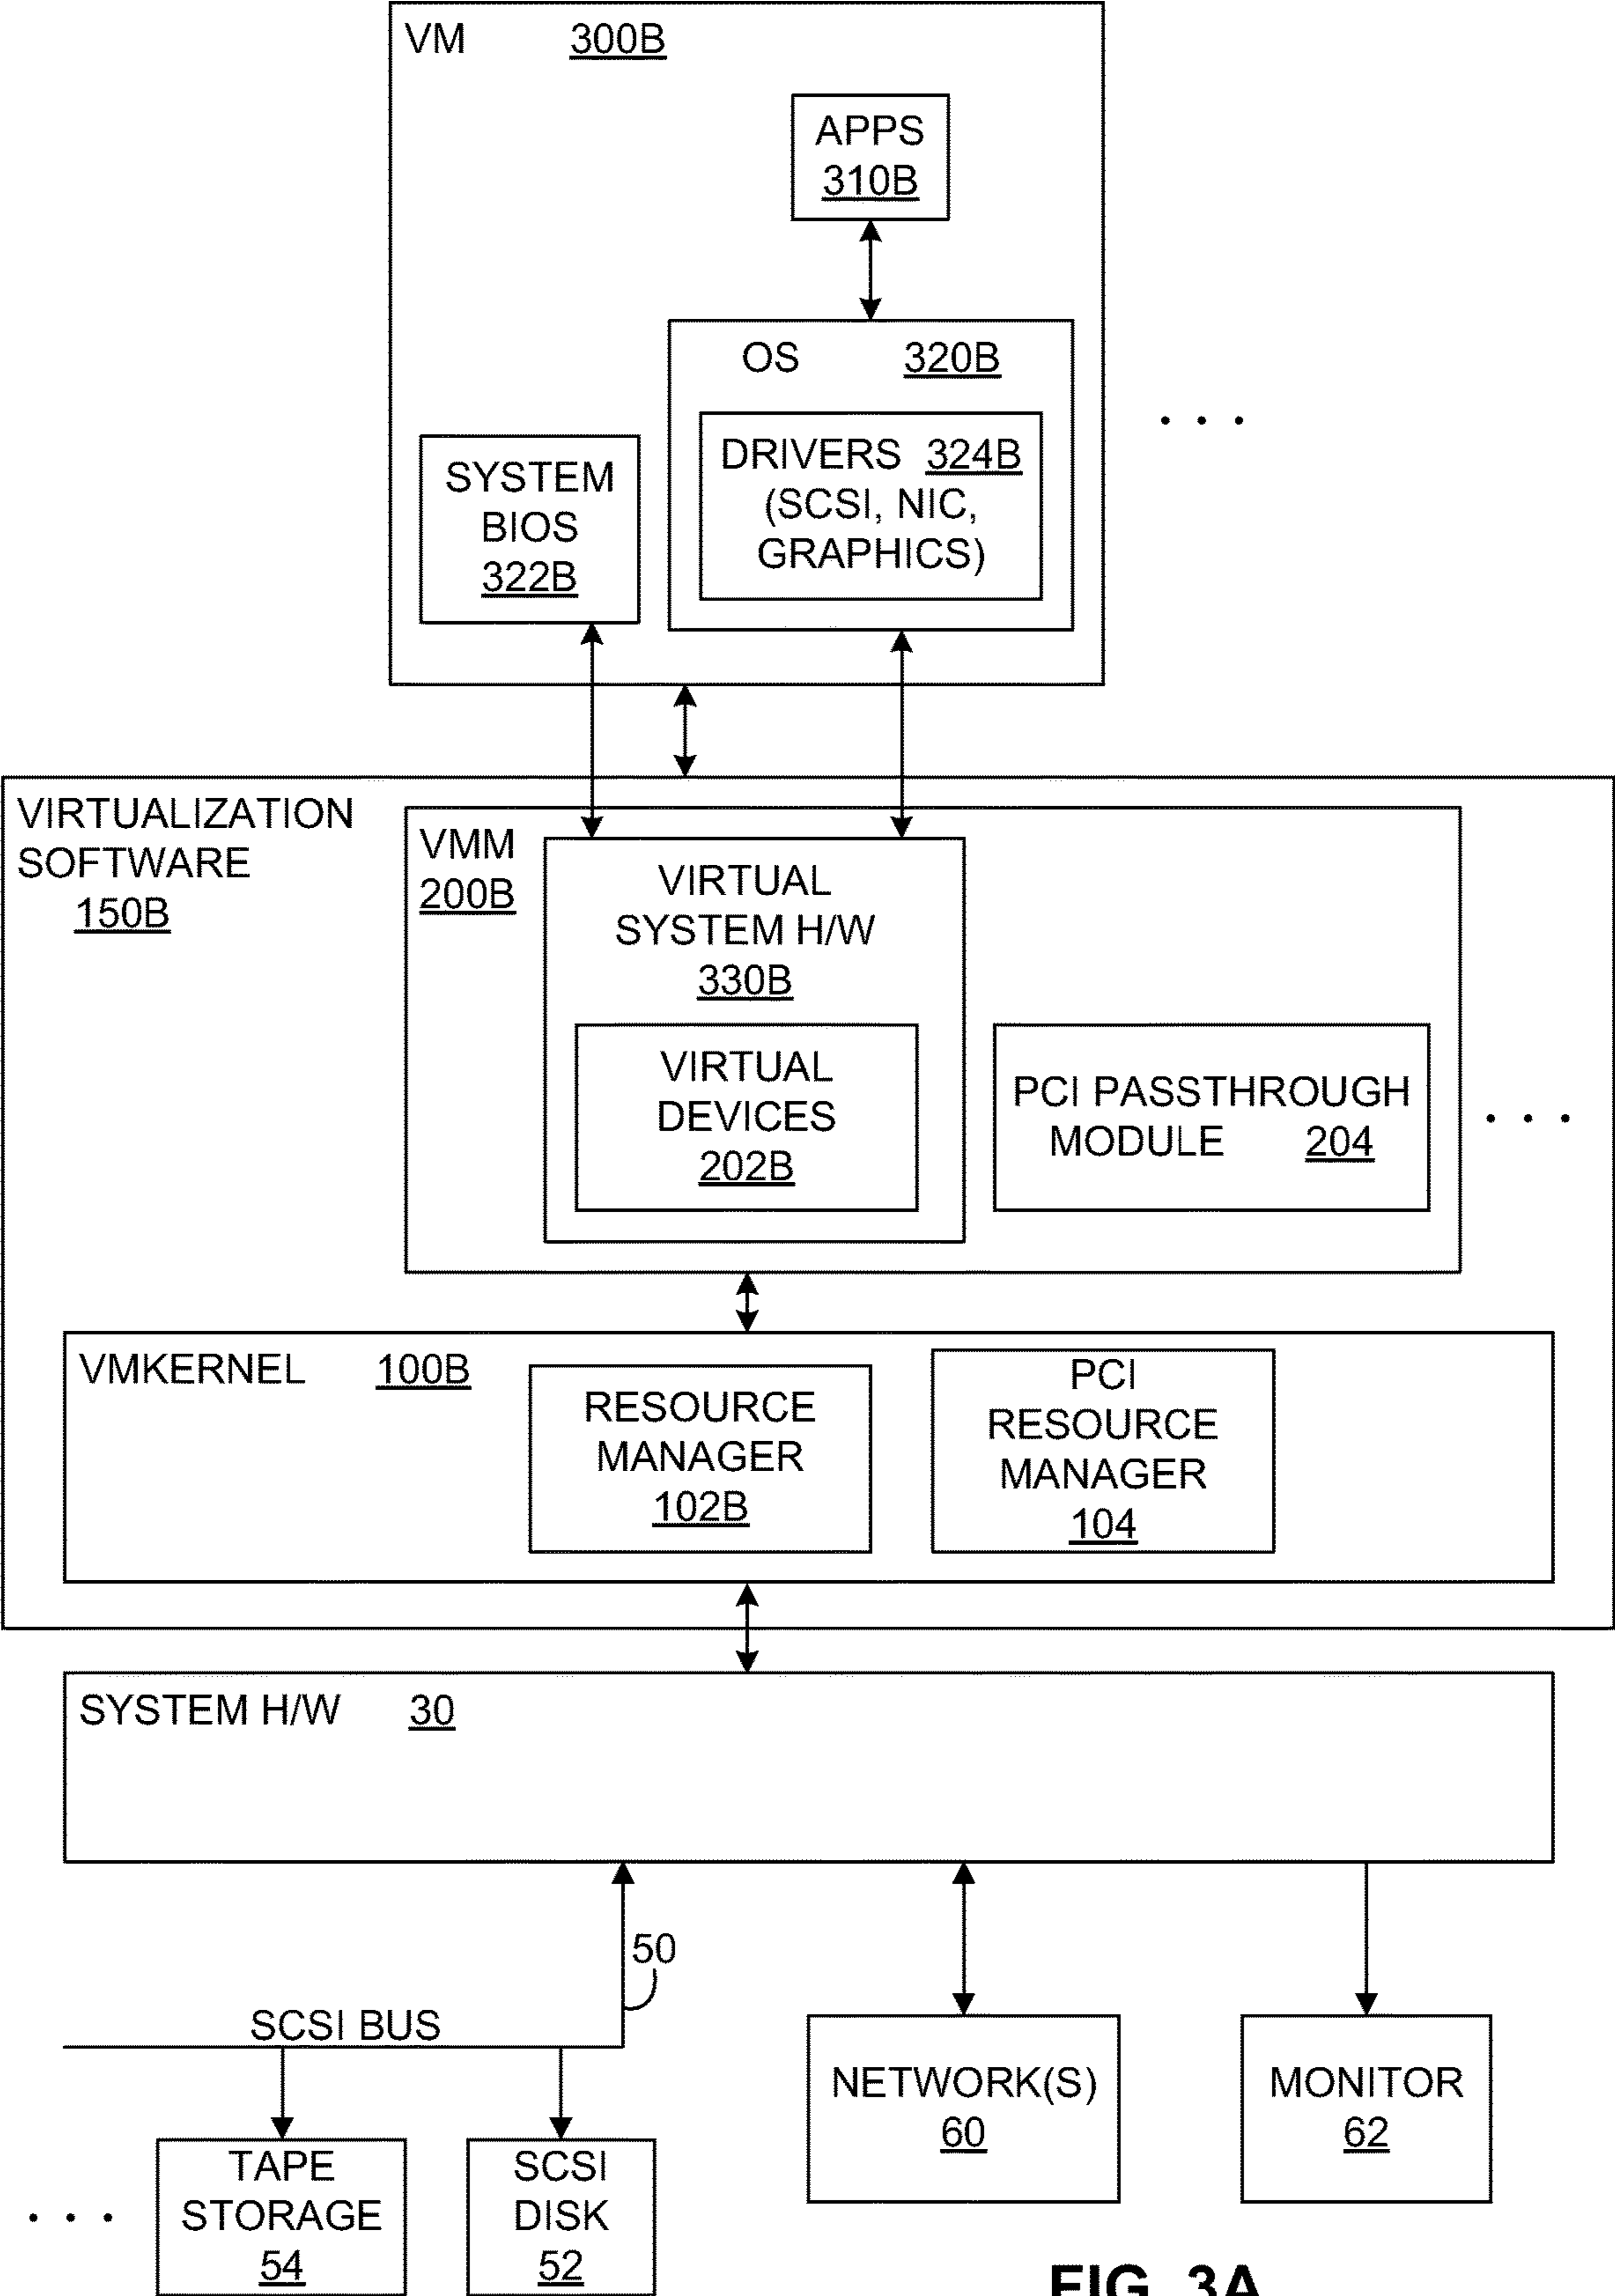 VM 300B
APPS
310B
OS 320B
DRIVERS 324B
(SCSI, NIC,
GRAPHICS)
SYSTEM
BIOS
322B
. . .
VIRTUALIZATION
SOFTWARE
150B
VMM
200B
VIRTUAL
SYSTEM H/W
330B
VIRTUAL
DEVICES
202B
PCI PASSTHROUGH
MODULE 204
. . .
VMKERNEL 100B
RESOURCE
MANAGER
102B
PCI
RESOURCE
MANAGER
104
SYSTEM H/W 30
50
SCSI BUS
NETWORK(S)
60
MONITOR
62
. . .
TAPE
STORAGE
54
SCSI
DISK
52
FIG. 3A